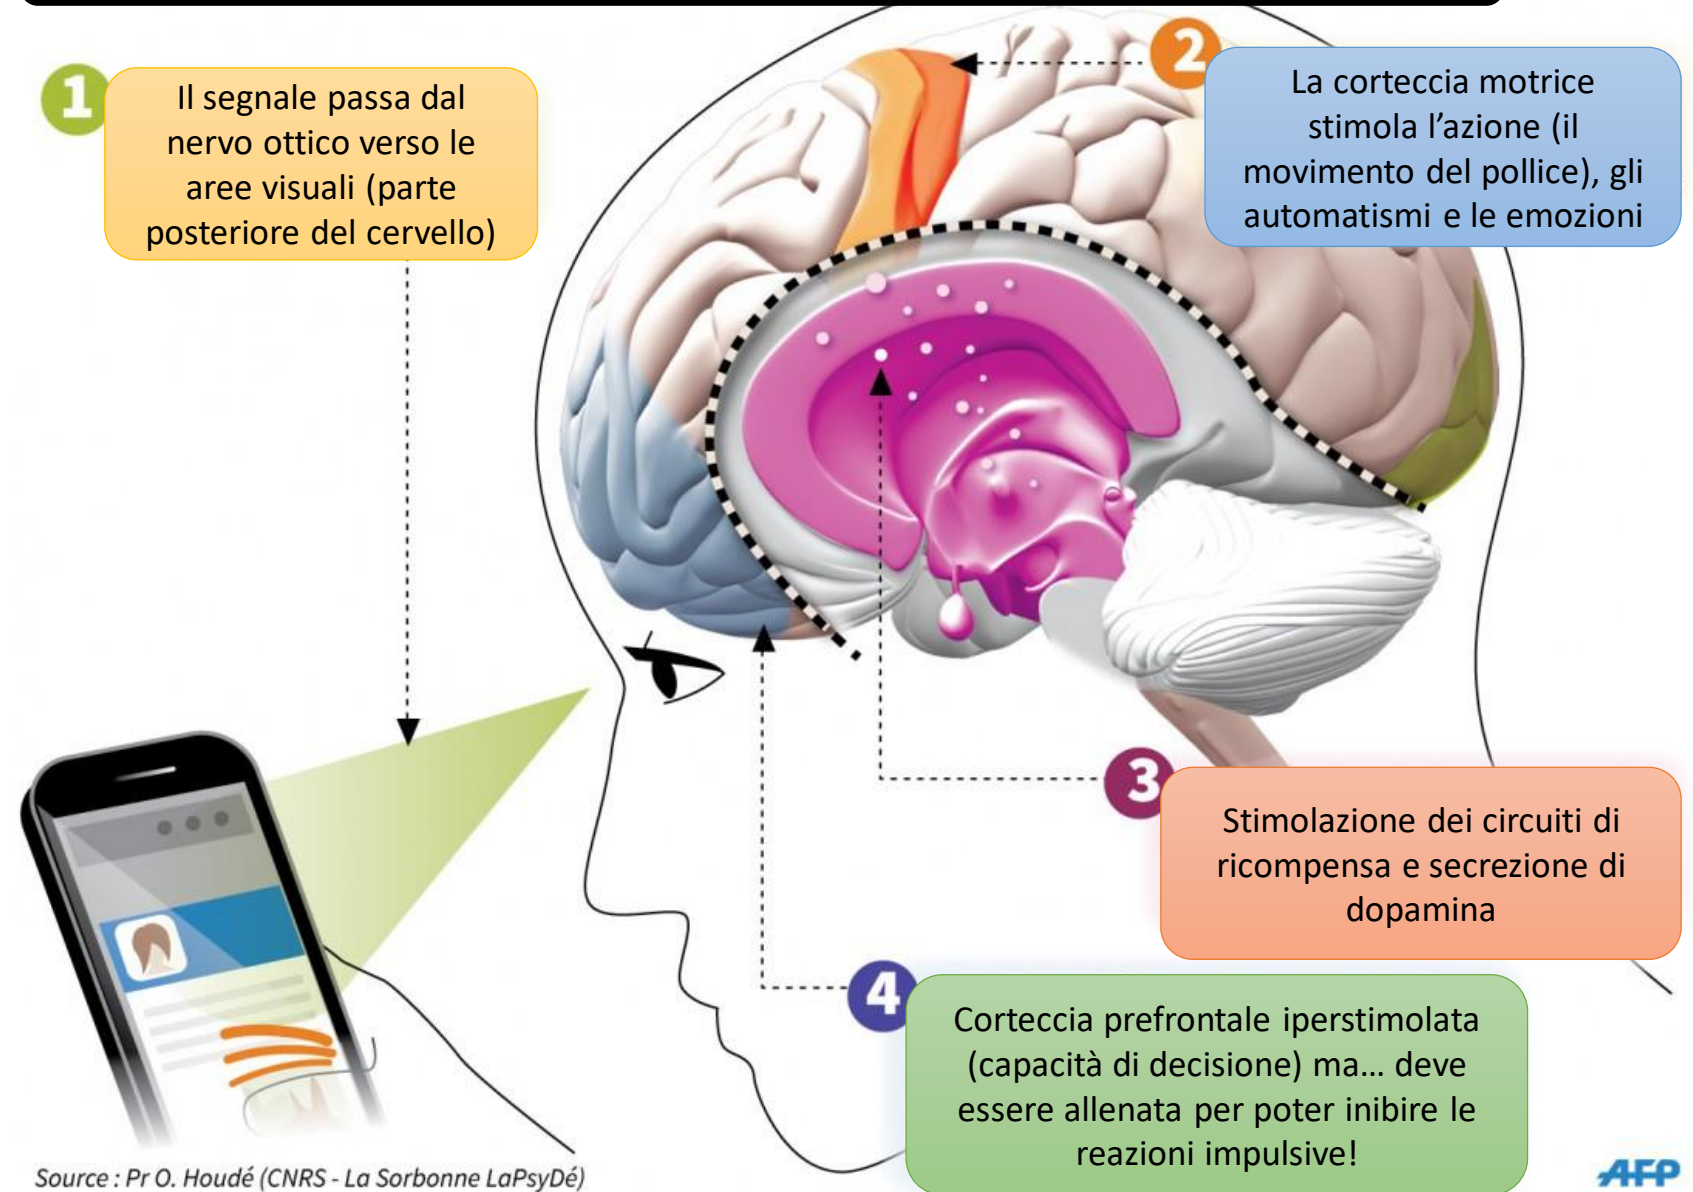 1
Il segnale passa dal
nervo ottico verso le
aree visuali (parte
posteriore del cervello)
2
La corteccia motrice
stimola l’azione (il
movimento del pollice), gli
automatismi e le emozioni
3
Stimolazione dei circuiti di
ricompensa e secrezione di
dopamina
4
Corteccia prefrontale iperstimolata
(capacità di decisione) ma... deve
essere allenata per poter inibire le
reazioni impulsive!
Source : Pr O. Houdé (CNRS - La Sorbonne LaPsyDé)
AFP